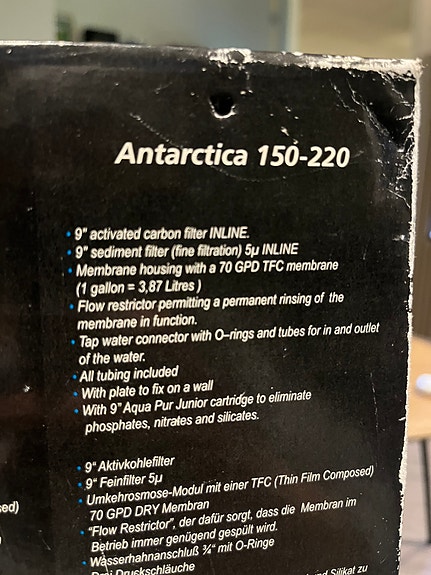 Antarctica 150-220
• 9" activated carbon filter INLINE.
• 9" sediment filter (fine filtration) 5µ INLINE
• Membrane housing with a 70 GPD TFC membrane
(1 gallon = 3,87 Litres )
• Flow restrictor permitting a permanent rinsing of the
membrane in function.
• Tap water connector with O–rings and tubes for in and outlet
of the water.
• All tubing included
• With plate to fix on a wall
• With 9" Aqua Pur Junior cartridge to eliminate
phosphates, nitrates and silicates.
• 9“ Aktivkohlefilter
• 9“ Feinfilter 5µ
• Umkehrosmose-Modul mit einer TFC (Thin Film Composed)
70 GPD DRY Membran
• “Flow Restrictor”, der dafür sorgt, dass die Membran im
Betrieb immer genügend gespült wird.
• Wasserhahnanschluß ¾“ mit O-Ringe
Drei Druckschläuche
und Silikat zu